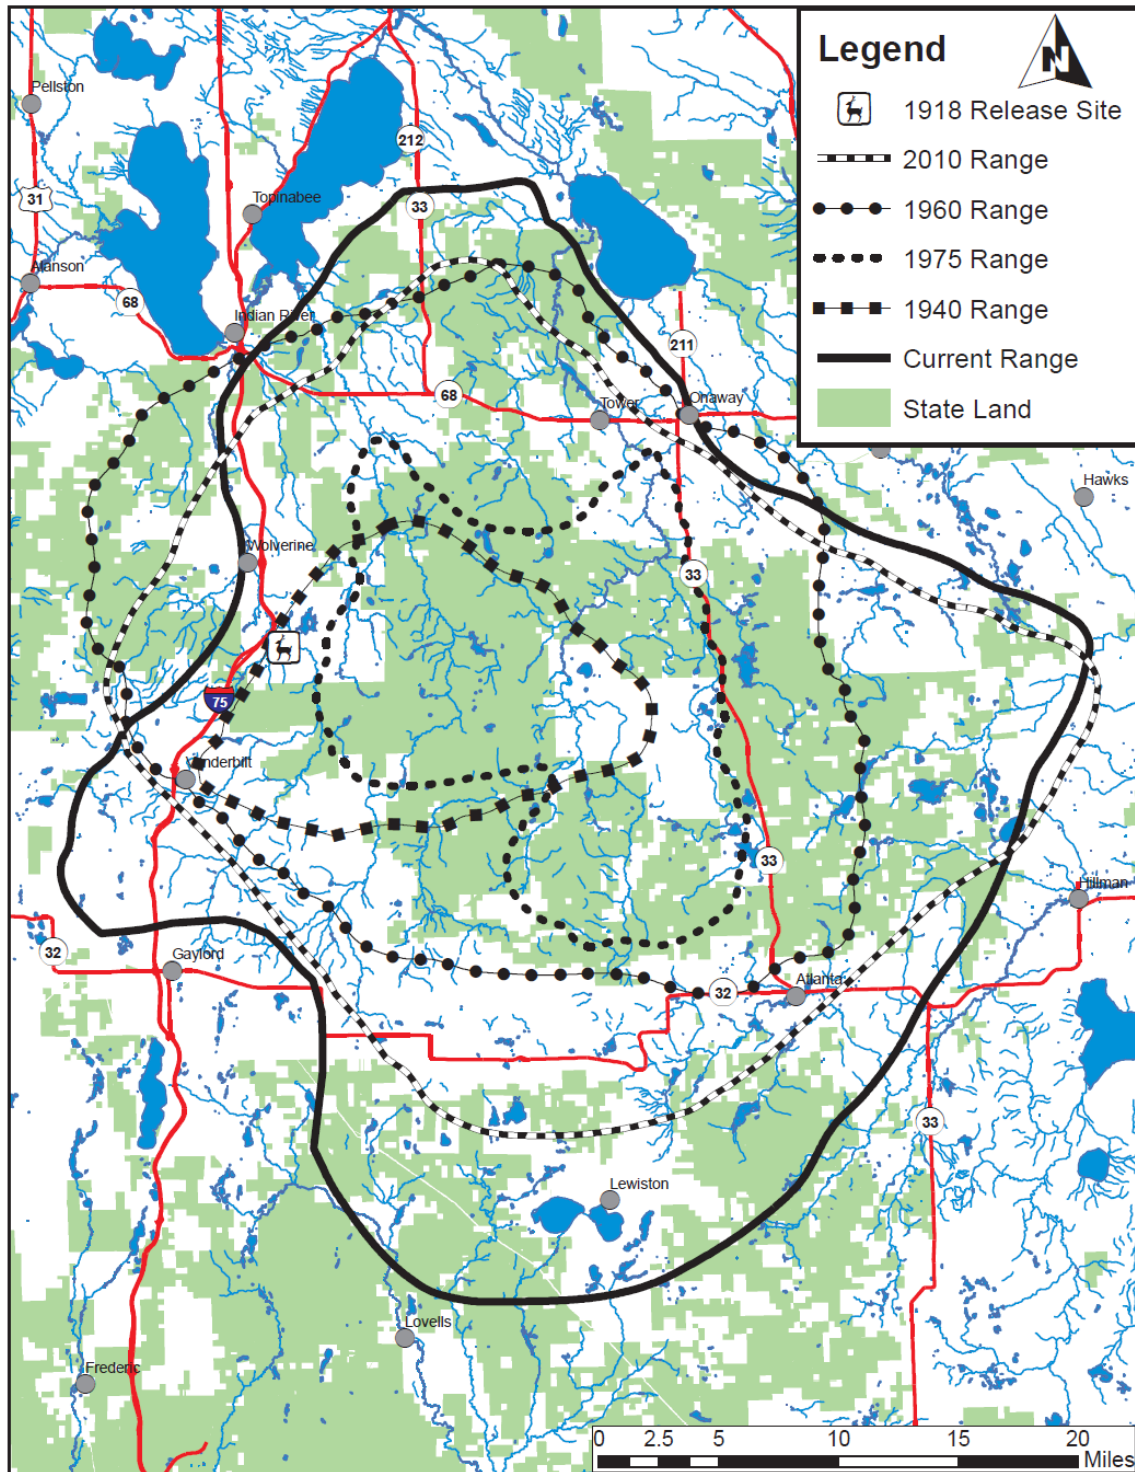 Legend
N
1918 Release Site
2010 Range
1960 Range
1975 Range
1940 Range
Current Range
State Land
Pellston
212
31
Topinabee
33
Alanson
68
Indian River
211
68
Tower
Onaway
Hawks
Wolverine
33
75
Vanderbilt
33
Hillman
32
Gaylord
32
Atlanta
33
Lewiston
Lovells
Frederic
0 2.5 5 10 15 20
Miles